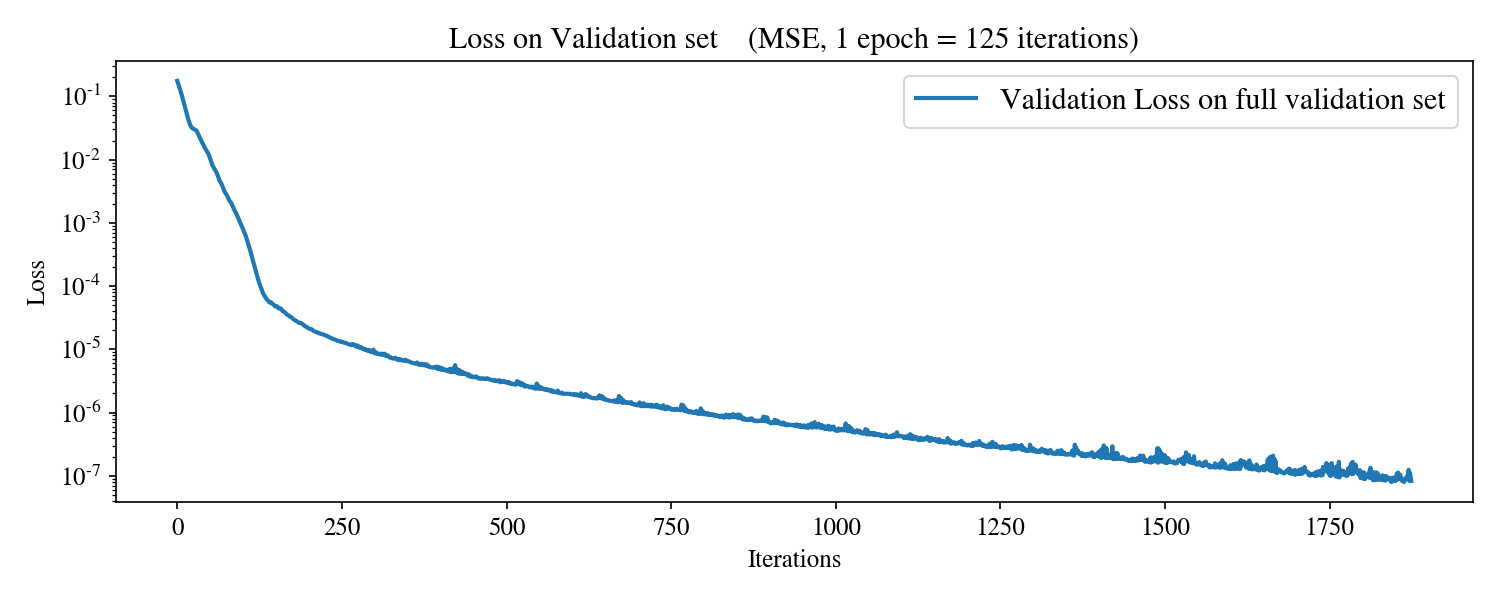 Loss on Validation set    (MSE, 1 epoch = 125 iterations)
Validation Loss on full validation set
Loss
10⁻¹
10⁻²
10⁻³
10⁻⁴
10⁻⁵
10⁻⁶
10⁻⁷
0 250 500 750 1000 1250 1500 1750
Iterations